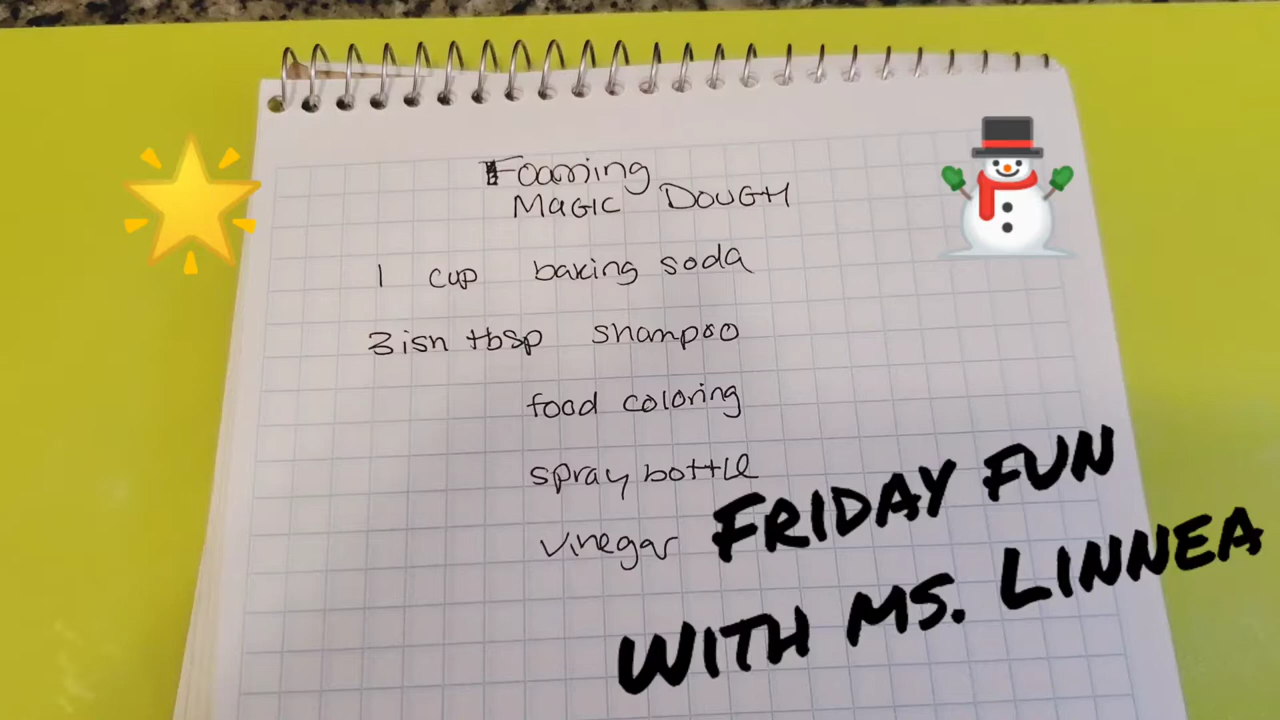 Foaming
MAGIC DOUGH
1 cup baking soda
3ish tbsp shampoo
food coloring
spray bottle
vinegar
FRIDAY FUN
WITH MS. LINNEA